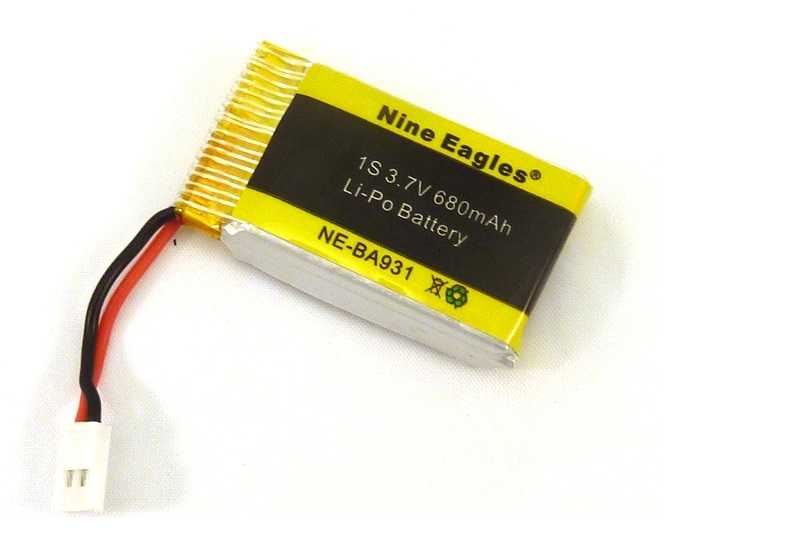 Nine Eagles®
1S 3.7V 680mAh
Li-Po Battery
NE-BA931